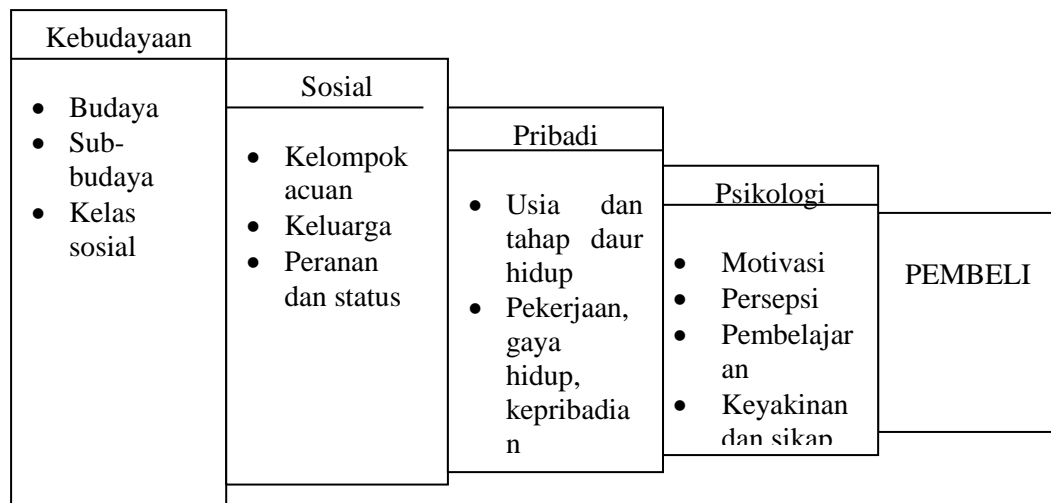 Kebudayaan
• Budaya
• Sub-
budaya
• Kelas
sosial
Sosial
• Kelompok
acuan
• Keluarga
• Peranan
dan status
Pribadi
• Usia dan
tahap daur
hidup
• Pekerjaan,
gaya
hidup,
kepribadia
n
Psikologi
• Motivasi
• Persepsi
• Pembelajar
an
• Keyakinan
dan sikap
PEMBELI